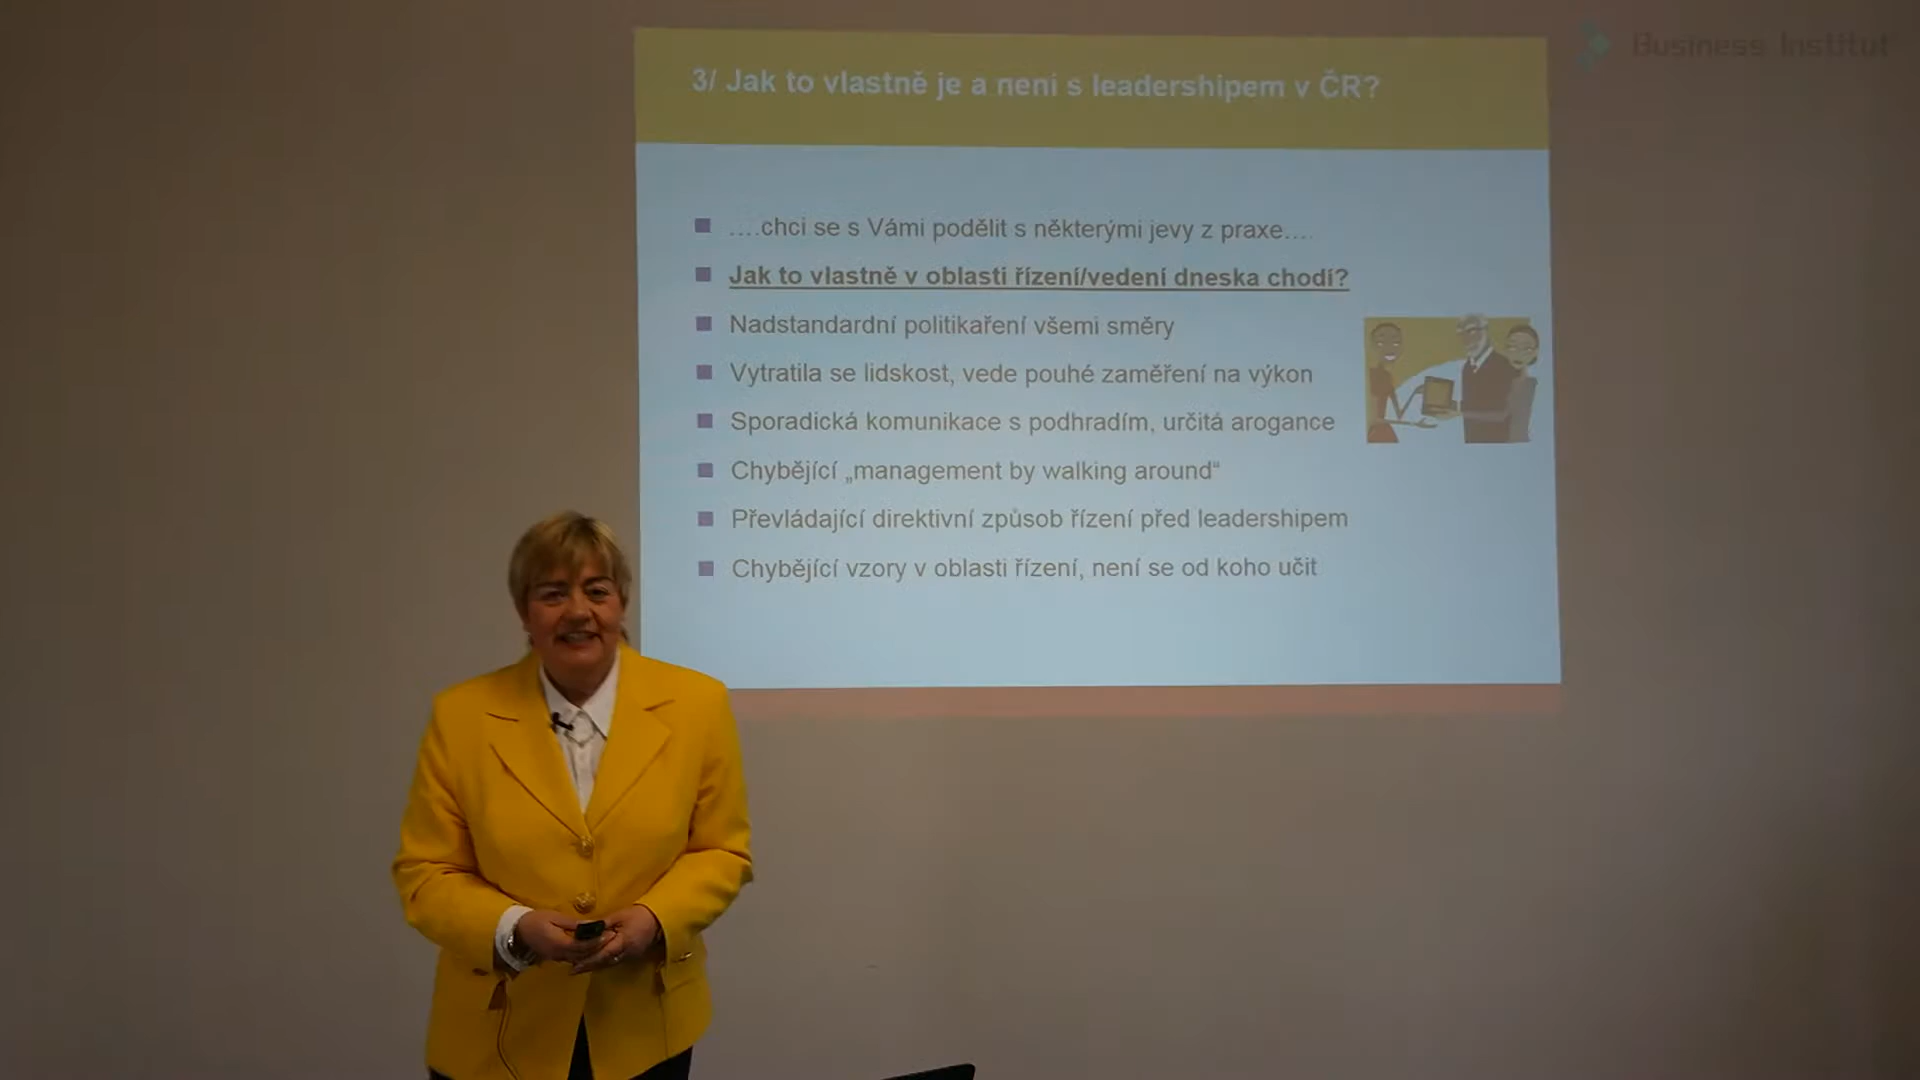 Business Institut
3/ Jak to vlastně je a není s leadershipem v ČR?
….chci se s Vámi podělit s některými jevy z praxe….
Jak to vlastně v oblasti řízení/vedení dneska chodí?
Nadstandardní politikaření všemi směry
Vytratila se lidskost, vede pouhé zaměření na výkon
Sporadická komunikace s podhradím, určitá arogance
Chybějící „management by walking around“
Převládající direktivní způsob řízení před leadershipem
Chybějící vzory v oblasti řízení, není se od koho učit